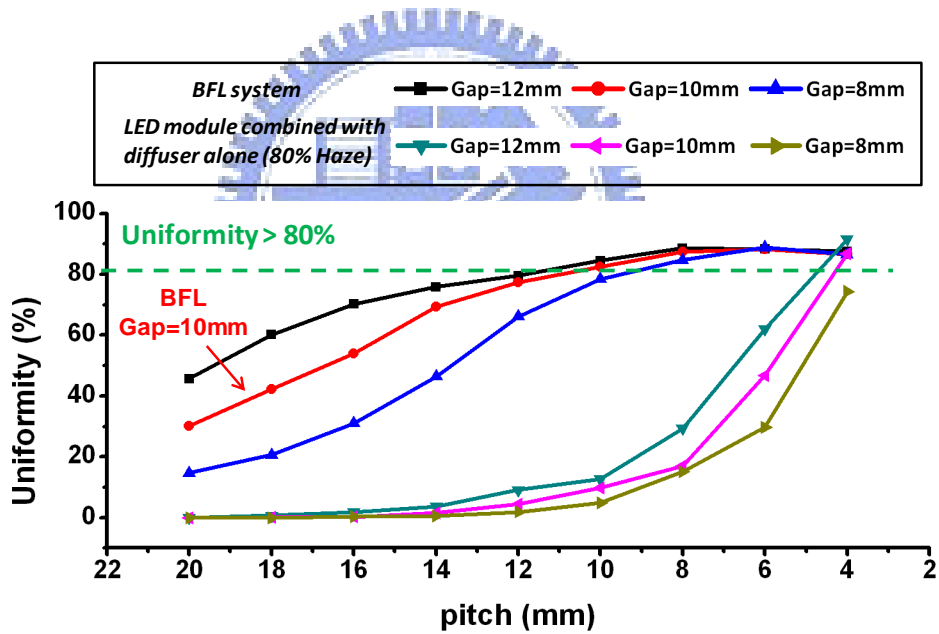 BFL system
Gap=12mm Gap=10mm Gap=8mm
LED module combined with
diffuser alone (80% Haze)
Gap=12mm Gap=10mm Gap=8mm
Uniformity > 80%
BFL
Gap=10mm
Uniformity (%)
100
80
60
40
20
0
22 20 18 16 14 12 10 8 6 4 2
pitch (mm)